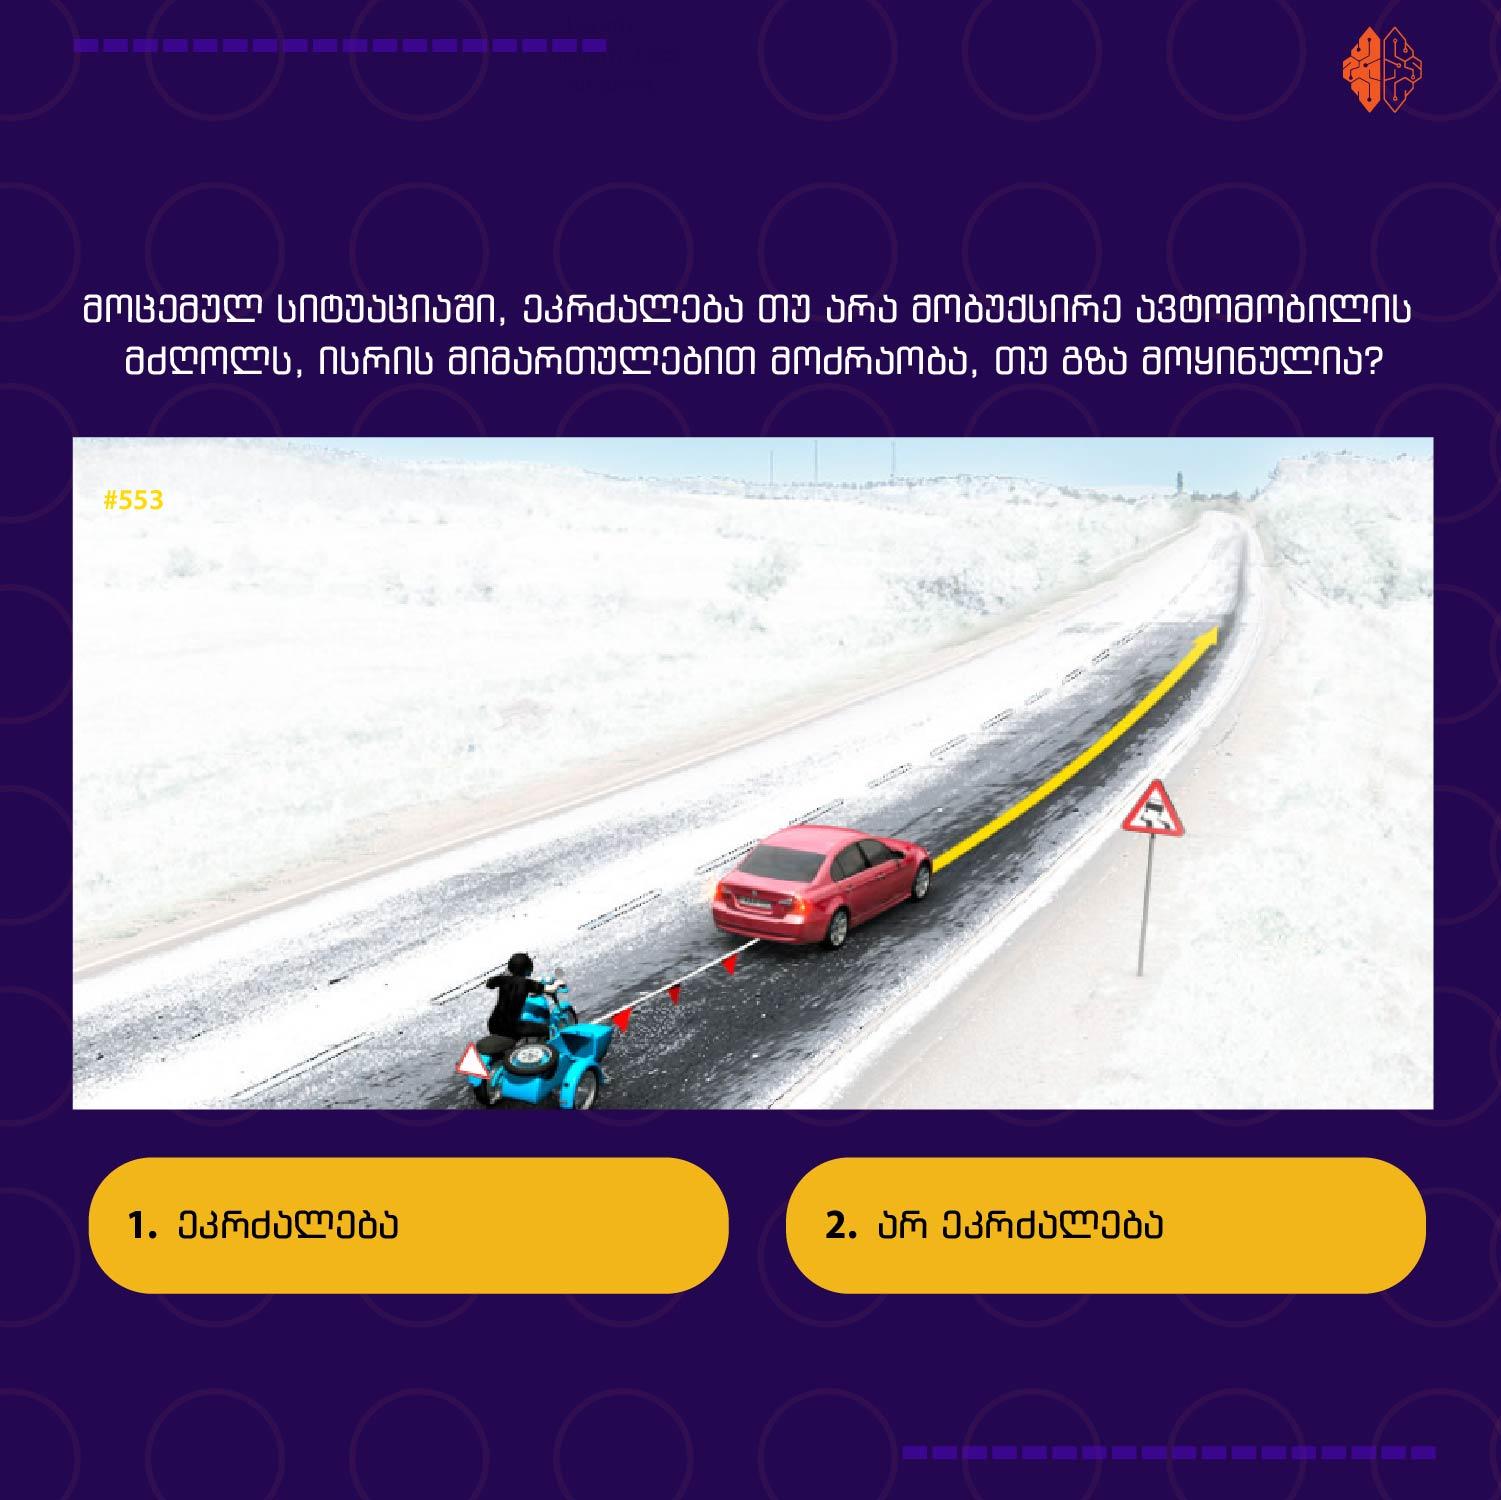 მოცემულ სიტუაციაში, ეკრძალება თუ არა მობუქსირე ავტომობილის
მძღოლს, ისრის მიმართულებით მოძრაობა, თუ გზა მოყინულია?
#553
1. ეკრძალება
2. არ ეკრძალება